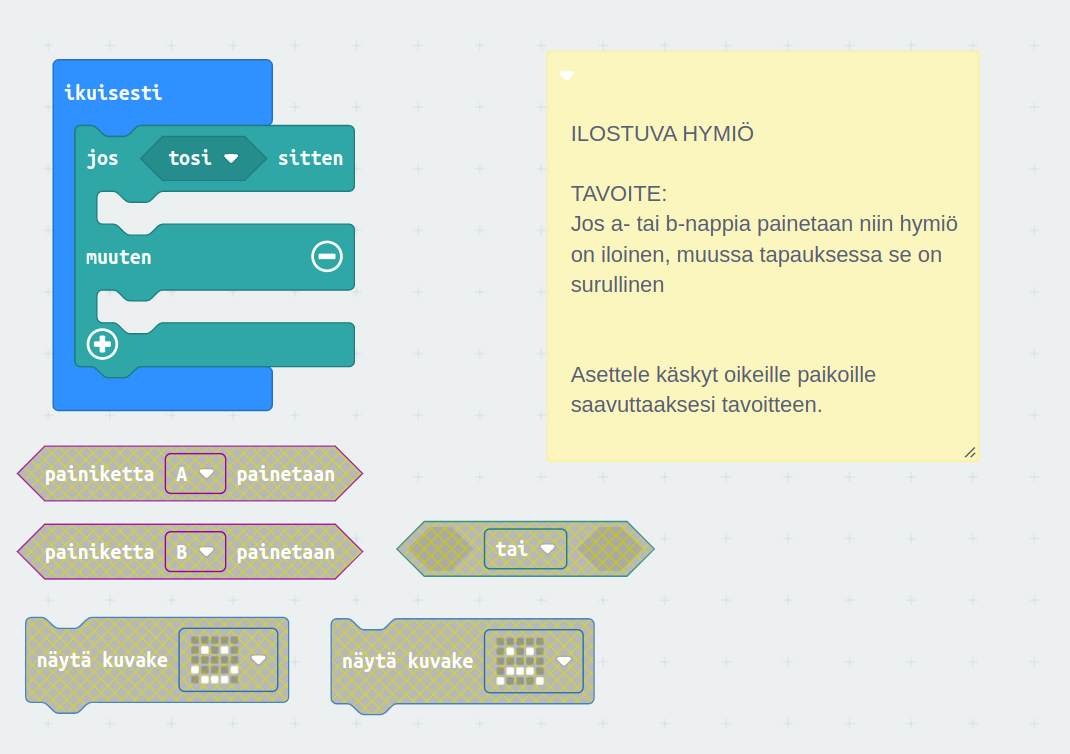 ikuisesti
jos tosi sitten
muuten
ILOSTUVA HYMIÖ
TAVOITE:
Jos a- tai b-nappia painetaan niin hymiö
on iloinen, muussa tapauksessa se on
surullinen
Asettele käskyt oikeille paikoille
saavuttaaksesi tavoitteen.
painiketta A painetaan
painiketta B painetaan
tai
näytä kuvake
näytä kuvake